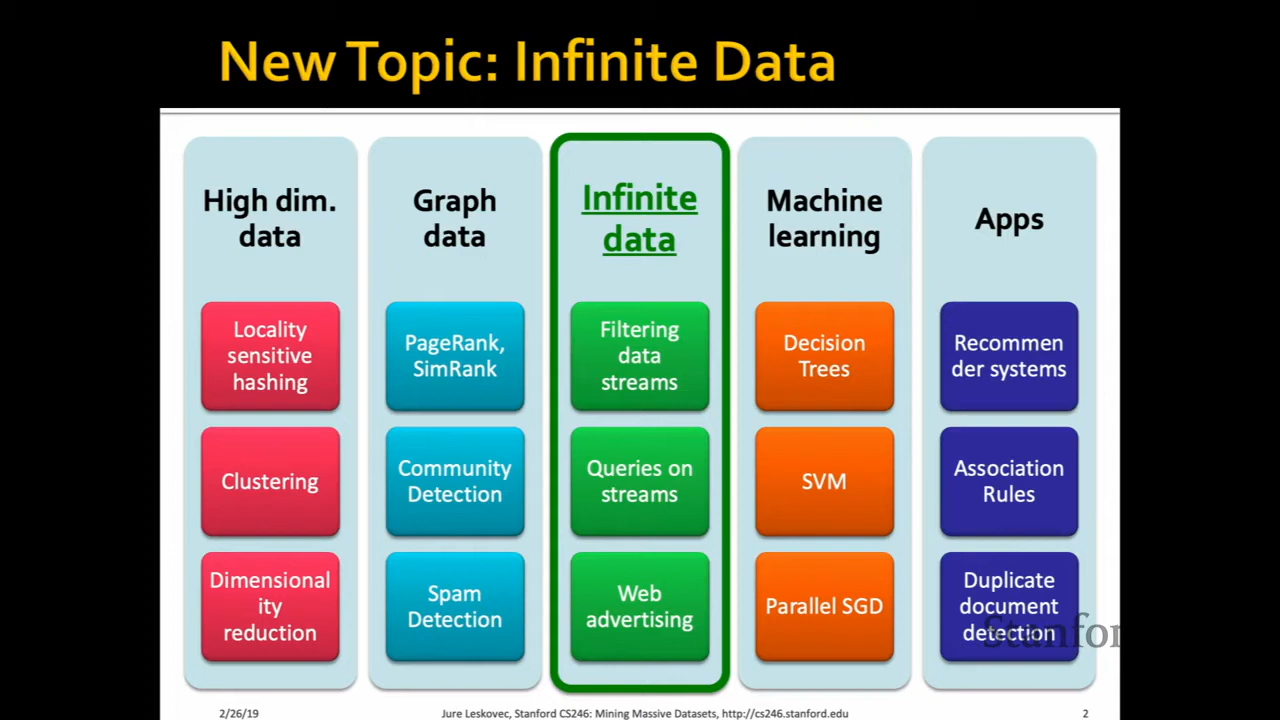 New Topic: Infinite Data
High dim.
data
Locality
sensitive
hashing
Clustering
Dimensional
ity
reduction
Graph
data
PageRank,
SimRank
Community
Detection
Spam
Detection
Infinite
data
Filtering
data
streams
Queries on
streams
Web
advertising
Machine
learning
Decision
Trees
SVM
Parallel SGD
Apps
Recommen
der systems
Association
Rules
Duplicate
document
detection
Stanfor
2/26/19
Jure Leskovec, Stanford CS246: Mining Massive Datasets, http://cs246.stanford.edu
2